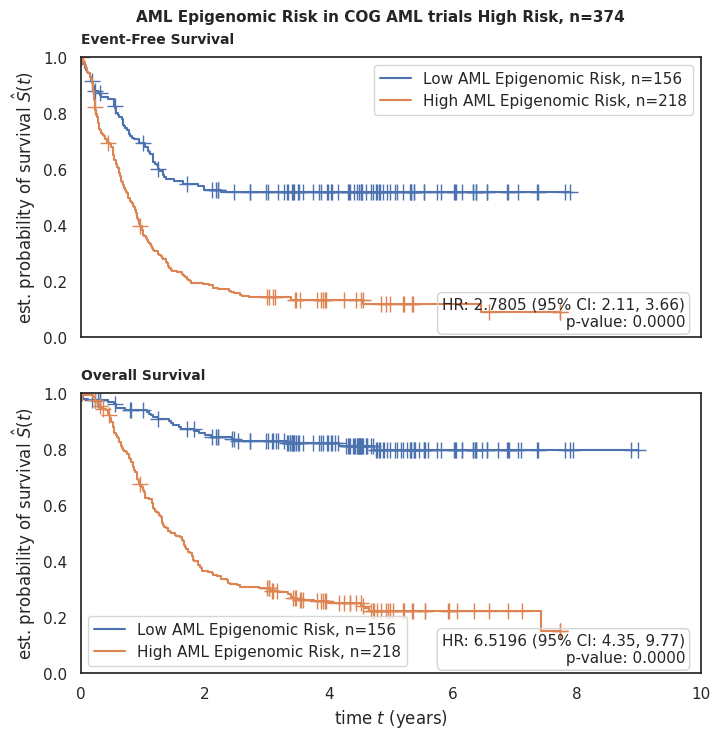 AML Epigenomic Risk in COG AML trials High Risk, n=374
Event-Free Survival
1.0
0.8
0.6
0.4
0.2
0.0
est. probability of survival Ŝ(t)
Low AML Epigenomic Risk, n=156
High AML Epigenomic Risk, n=218
HR: 2.7805 (95% CI: 2.11, 3.66)
p-value: 0.0000
Overall Survival
1.0
0.8
0.6
0.4
0.2
0.0
est. probability of survival Ŝ(t)
Low AML Epigenomic Risk, n=156
High AML Epigenomic Risk, n=218
HR: 6.5196 (95% CI: 4.35, 9.77)
p-value: 0.0000
0 2 4 6 8 10
time t (years)